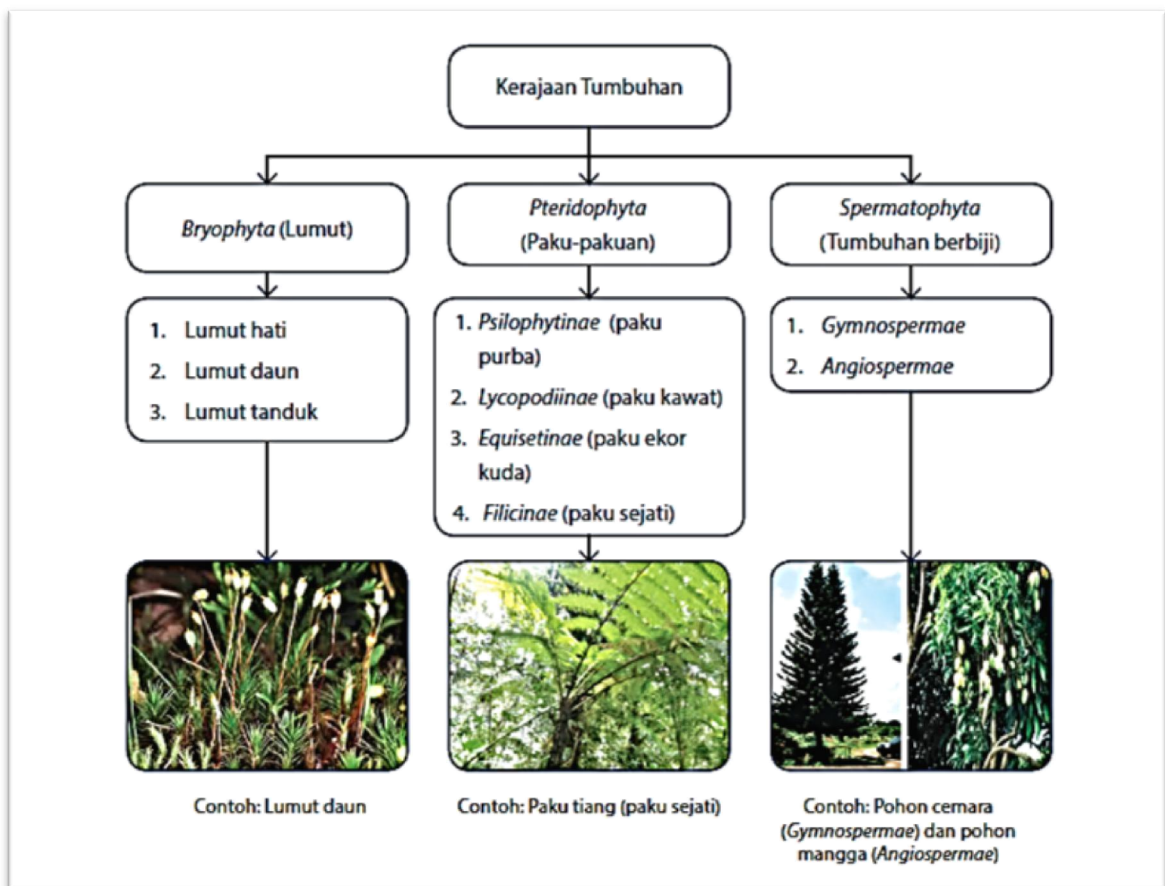 Kerajaan Tumbuhan
Bryophyta (Lumut)
Pteridophyta
(Paku-pakuan)
Spermatophyta
(Tumbuhan berbiji)
1. Lumut hati
2. Lumut daun
3. Lumut tanduk
1. Psilophytinae (paku
purba)
2. Lycopodiinae (paku kawat)
3. Equisetinae (paku ekor
kuda)
4. Filicinae (paku sejati)
1. Gymnospermae
2. Angiospermae
Contoh: Lumut daun
Contoh: Paku tiang (paku sejati)
Contoh: Pohon cemara
(Gymnospermae) dan pohon
mangga (Angiospermae)